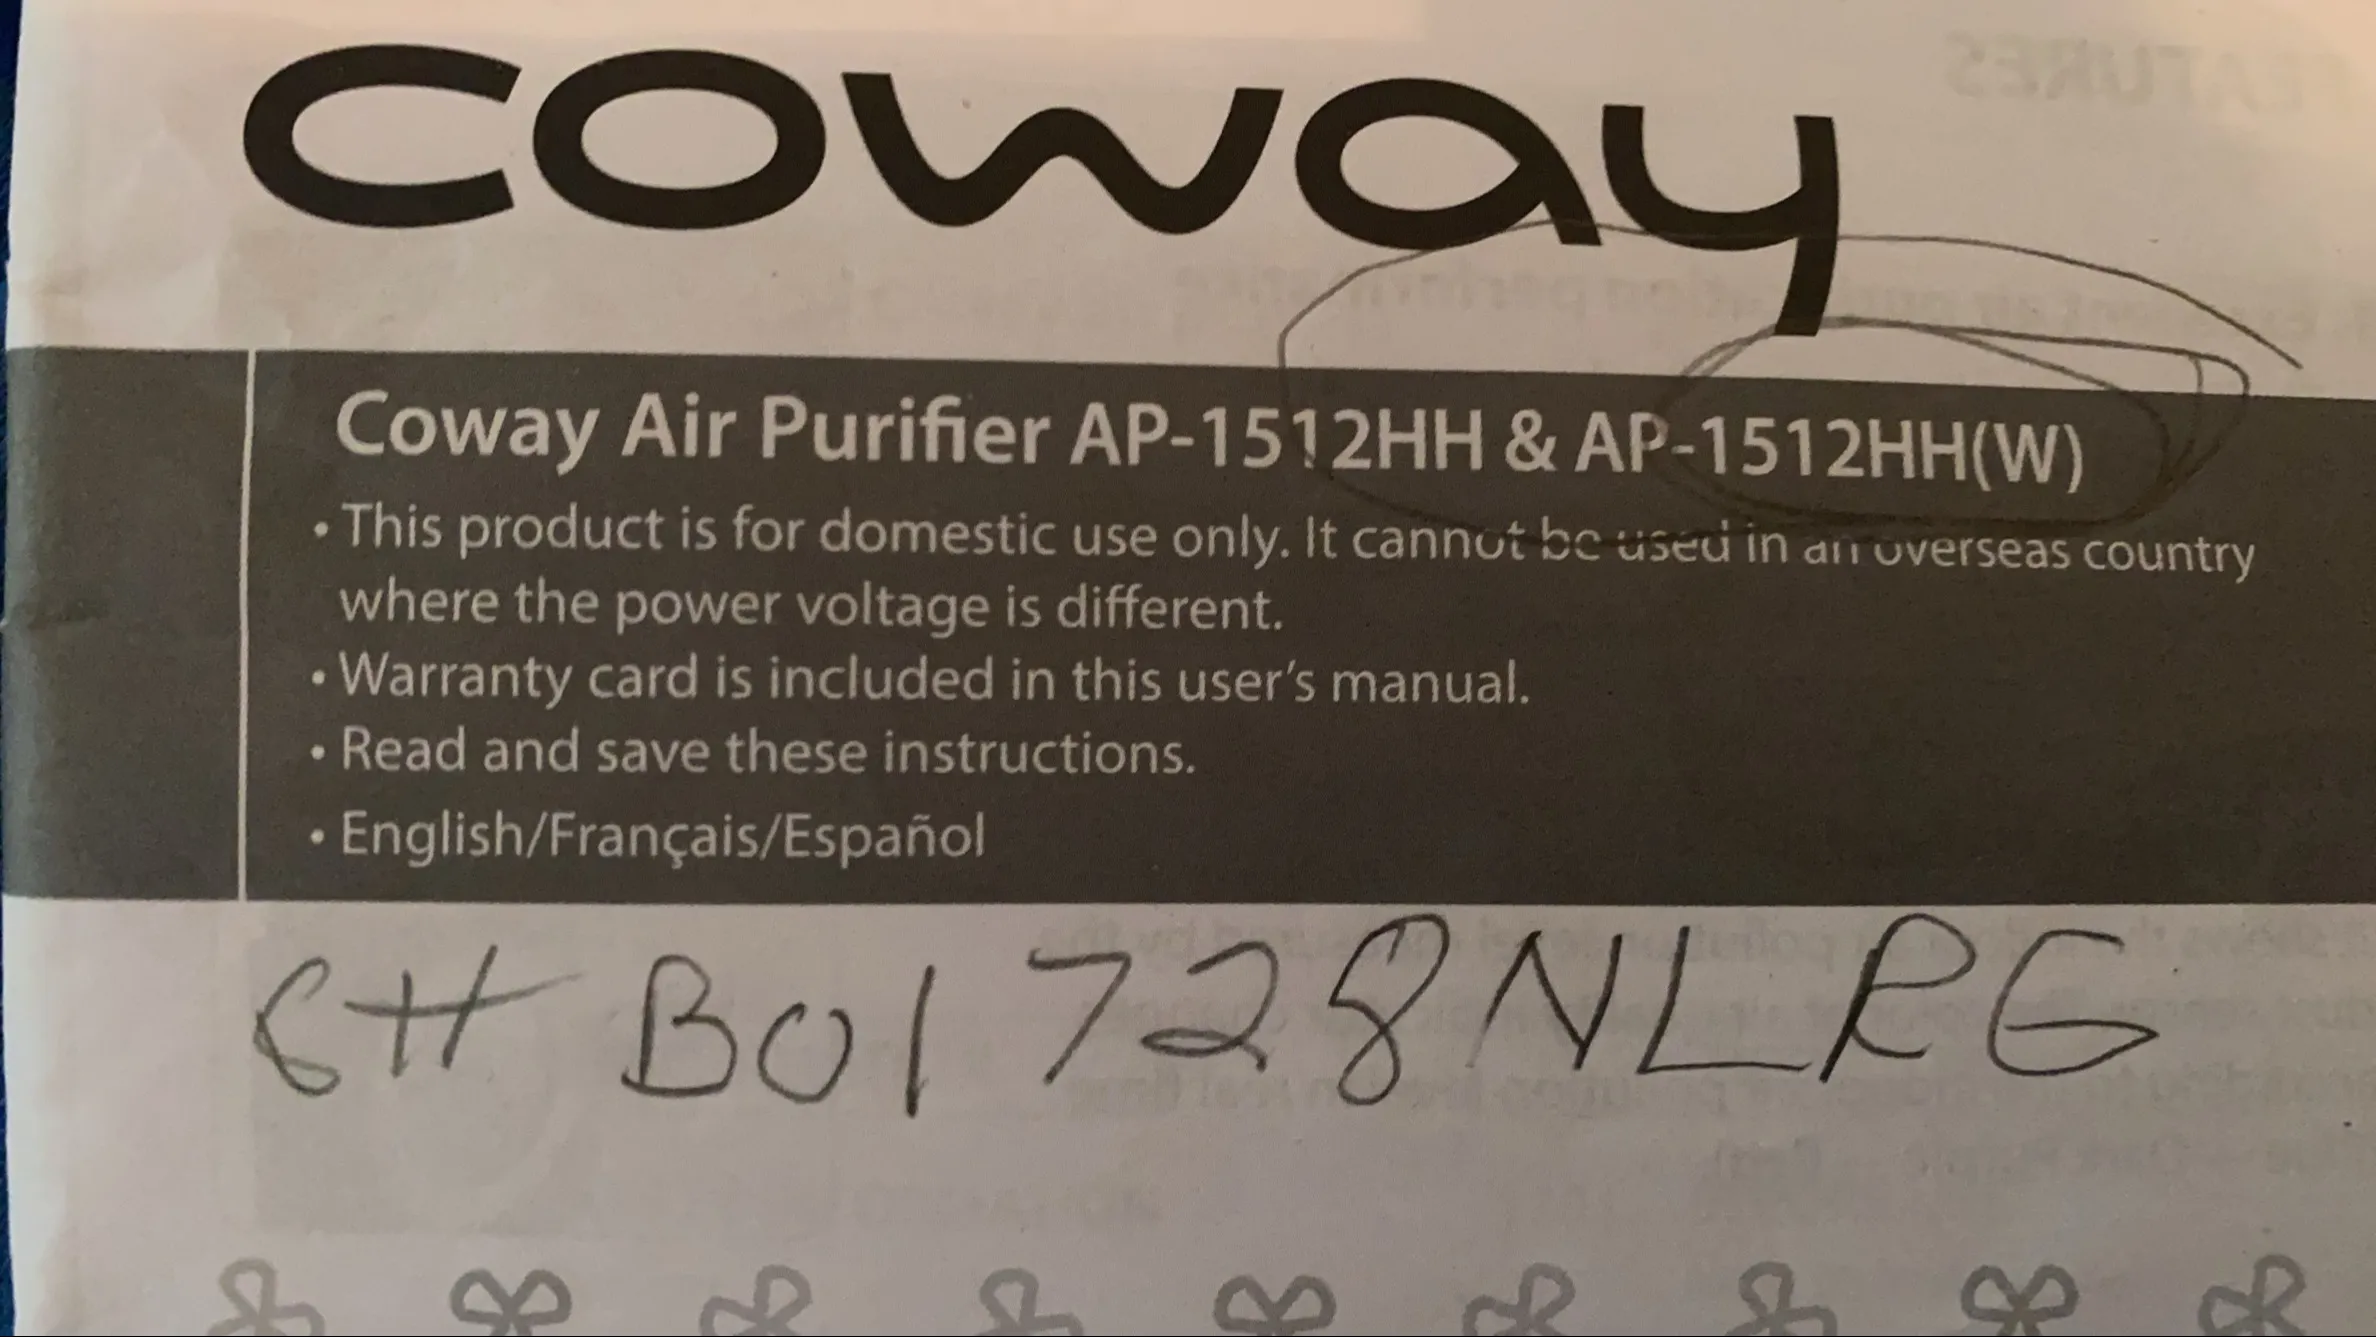 coway
Coway Air Purifier AP-1512HH & AP-1512HH(W)
• This product is for domestic use only. It cannot be used in an overseas country
where the power voltage is different.
• Warranty card is included in this user's manual.
• Read and save these instructions.
• English/Français/Español
6H B01728NLRG